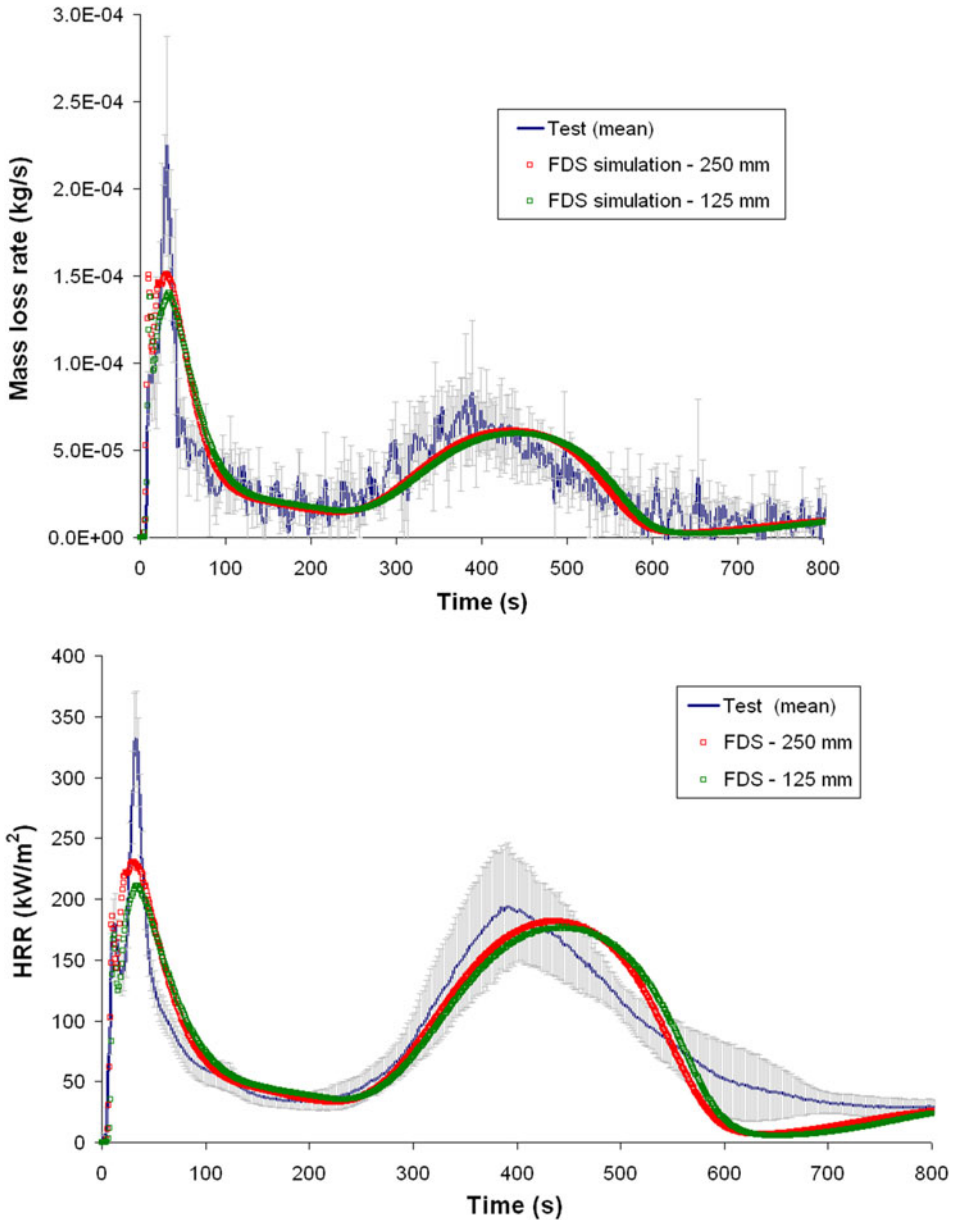 3.0E-04
2.5E-04
2.0E-04
1.5E-04
1.0E-04
5.0E-05
0.0E+00
Mass loss rate (kg/s)
Test (mean)
FDS simulation - 250 mm
FDS simulation - 125 mm
0 100 200 300 400 500 600 700 800
Time (s)
400
350
300
250
200
150
100
50
0
HRR (kW/m²)
Test (mean)
FDS - 250 mm
FDS - 125 mm
0 100 200 300 400 500 600 700 800
Time (s)